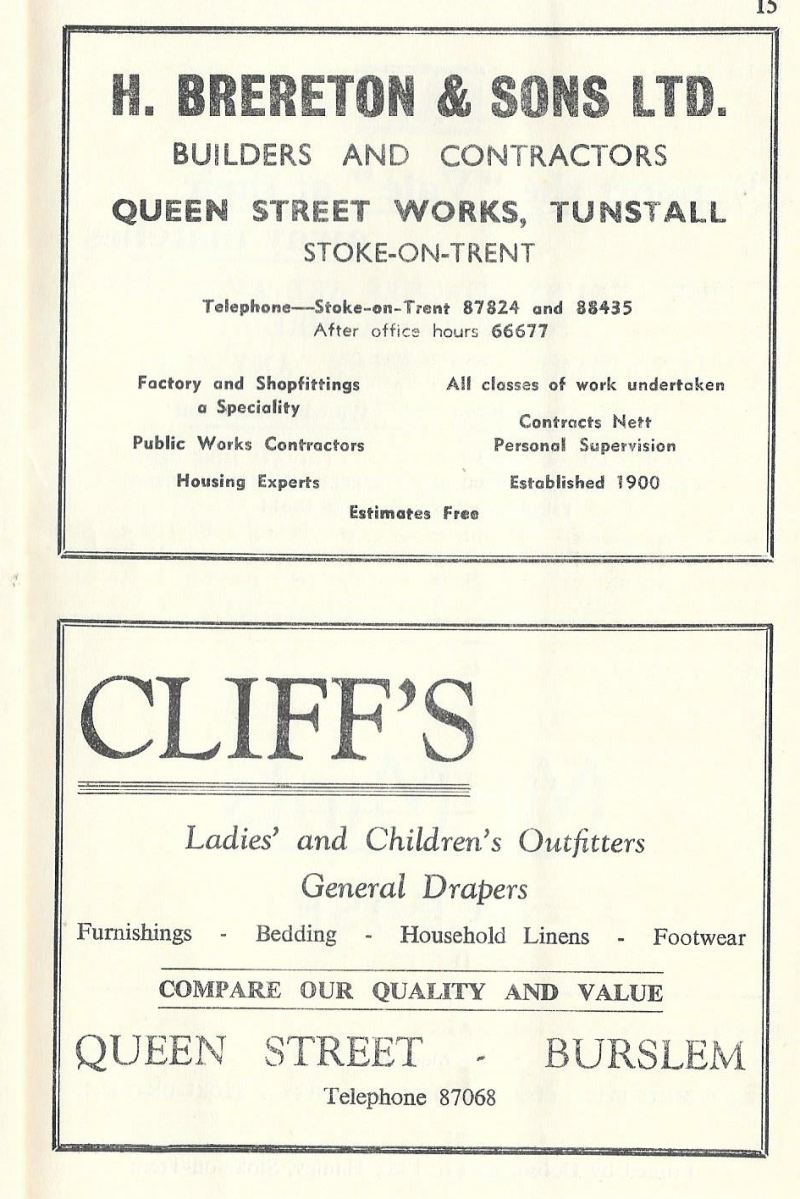 15
H. BRERETON & SONS LTD.
BUILDERS AND CONTRACTORS
QUEEN STREET WORKS, TUNSTALL
STOKE-ON-TRENT
Telephone—Stoke-on-Trent 87824 and 88435
After office hours 66677
Factory and Shopfittings
a Speciality
Public Works Contractors
Housing Experts
All classes of work undertaken
Contracts Nett
Personal Supervision
Established 1900
Estimates Free
CLIFF'S
Ladies' and Children's Outfitters
General Drapers
Furnishings - Bedding - Household Linens - Footwear
COMPARE OUR QUALITY AND VALUE
QUEEN STREET - BURSLEM
Telephone 87068